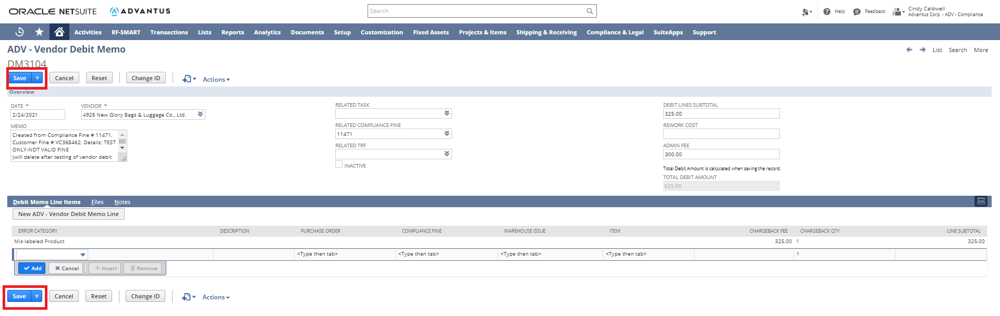 ORACLE NETSUITE ADVANTUS Search Help Feedback Cindy Caldwell
Advantus Corp. - ADV - Compliance
Activities RF-SMART Transactions Lists Reports Analytics Documents Setup Customization Fixed Assets Projects & Items Shipping & Receiving Compliance & Legal SuiteApps Support
ADV - Vendor Debit Memo List Search More
DM3104
Save Cancel Reset Change ID Actions
Overview
DATE * VENDOR *
2/24/2021 4926 New Glory Bags & Luggage Co., Ltd.
MEMO
Created from Compliance Fine # 11471,
Customer Fine # VC368462. Details: TEST
ONLY-NOT VALID FINE
(will delete after testing of vendor debit
RELATED TASK
RELATED COMPLIANCE FINE
11471
RELATED TRF
INACTIVE
DEBIT LINES SUBTOTAL
325.00
REWORK COST
ADMIN FEE
300.00
Total Debit Amount is calculated when saving the record.
TOTAL DEBIT AMOUNT
625.00
Debit Memo Line Items Files Notes
New ADV - Vendor Debit Memo Line
ERROR CATEGORY DESCRIPTION PURCHASE ORDER COMPLIANCE FINE WAREHOUSE ISSUE ITEM CHARGEBACK FEE CHARGEBACK QTY LINE SUBTOTAL
Mis-labeled Product 325.00 1 325.00
<Type then tab> <Type then tab> <Type then tab> <Type then tab> 1
Add Cancel Insert Remove
Save Cancel Reset Change ID Actions